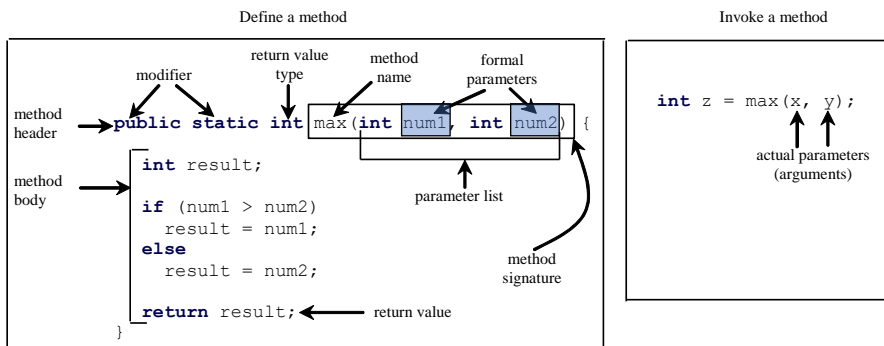 Define a method
Invoke a method
return value
type
method
name
formal
parameters
modifier
method
header
public static int max(int num1, int num2) {
int z = max(x, y);
actual parameters
(arguments)
method
body
int result;
parameter list
if (num1 > num2)
result = num1;
else
result = num2;
method
signature
return result;
return value
}